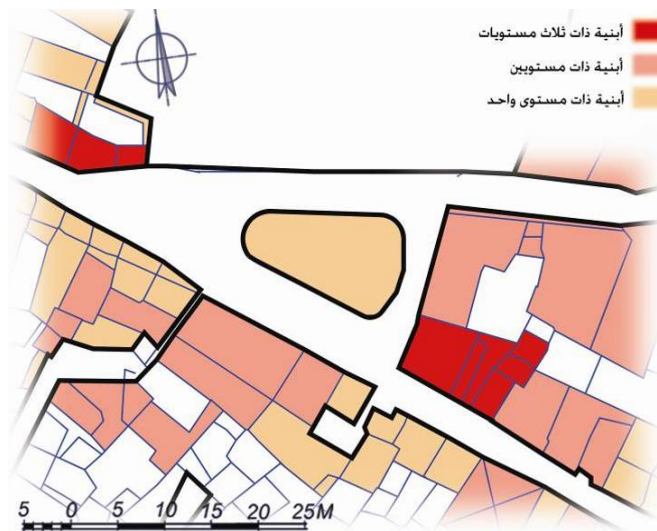 أبنية ذات ثلاث مستويات
أبنية ذات مستويين
أبنية ذات مستوى واحد
5 0 5 10 15 20 25M